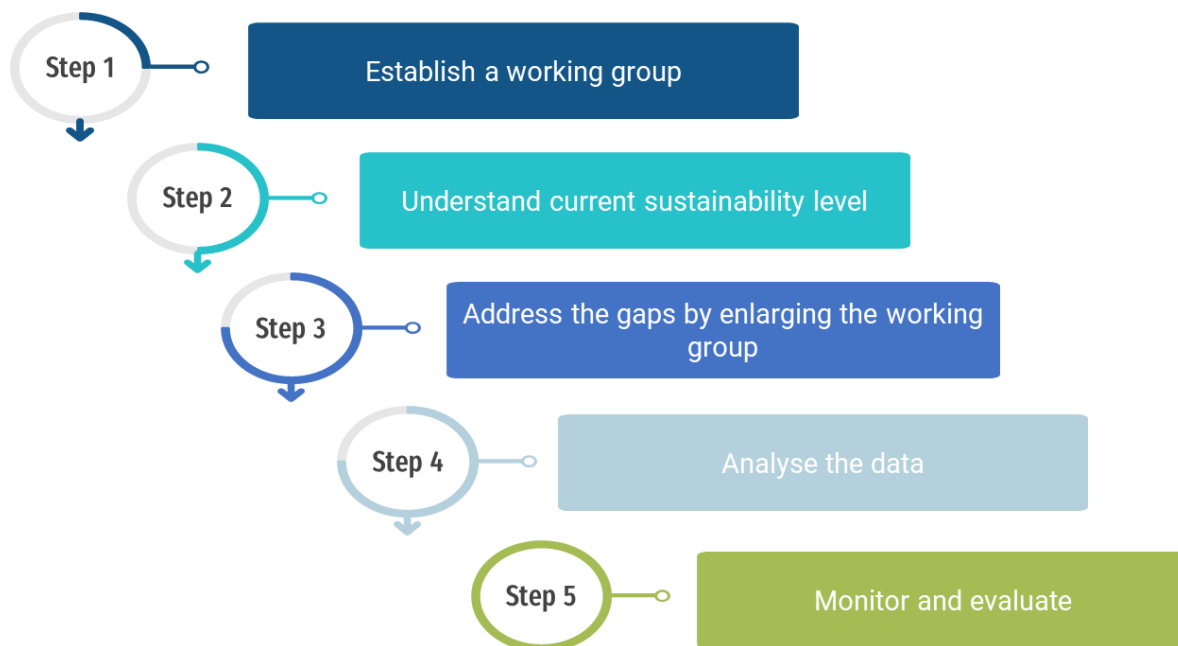 Step 1
Establish a working group
Step 2
Understand current sustainability level
Step 3
Address the gaps by enlarging the working
group
Step 4
Analyse the data
Step 5
Monitor and evaluate